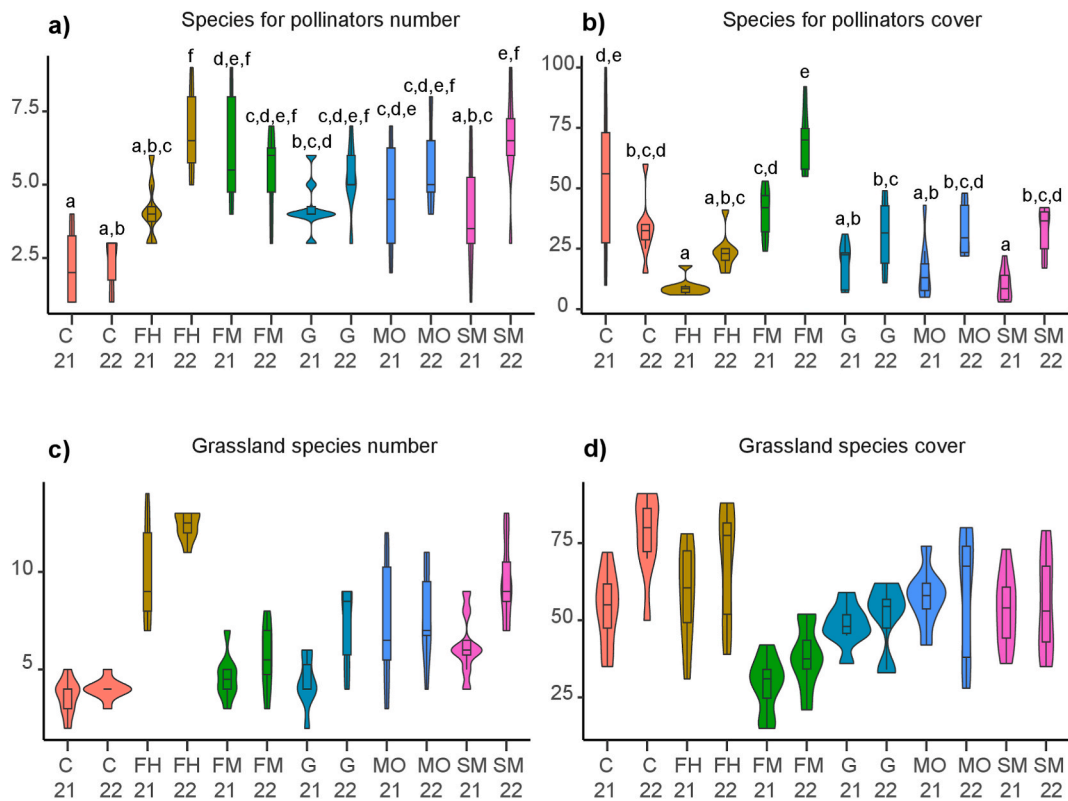 a) Species for pollinators number
f d,e,f e,f
c,d,e,f c,d,e,f c,d,e,f
c,d,e
a,b,c b,c,d a,b,c
a a,b
7.5
5.0
2.5
C C FH FH FM FM G G MO MO SM SM
21 22 21 22 21 22 21 22 21 22 21 22
b) Species for pollinators cover
d,e e
b,c,d c,d b,c b,c,d
a,b,c a,b a,b b,c,d
a a
100
75
50
25
0
C C FH FH FM FM G G MO MO SM SM
21 22 21 22 21 22 21 22 21 22 21 22
c) Grassland species number
10
5
C C FH FH FM FM G G MO MO SM SM
21 22 21 22 21 22 21 22 21 22 21 22
d) Grassland species cover
75
50
25
C C FH FH FM FM G G MO MO SM SM
21 22 21 22 21 22 21 22 21 22 21 22